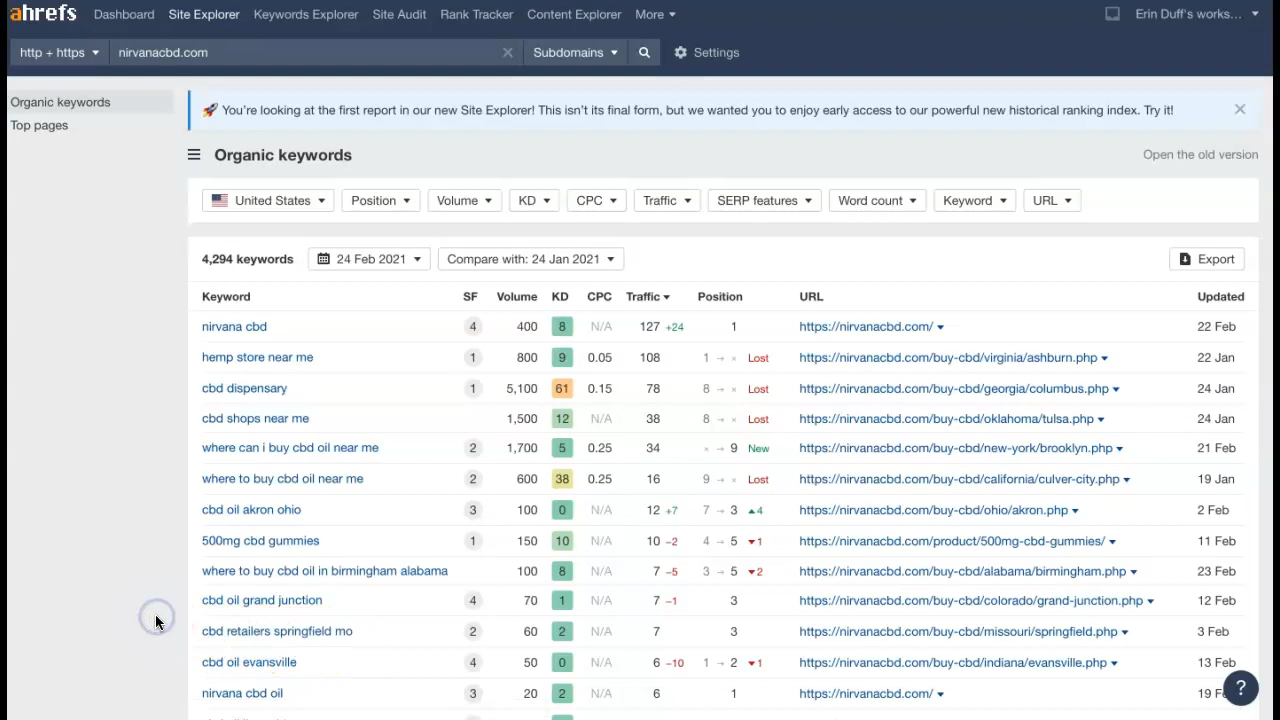 ahrefs Dashboard Site Explorer Keywords Explorer Site Audit Rank Tracker Content Explorer More Erin Duff's works...
http + https nirvanacbd.com Subdomains Settings
Organic keywords
Top pages
🚀 You're looking at the first report in our new Site Explorer! This isn't its final form, but we wanted you to enjoy early access to our powerful new historical ranking index. Try it!
Organic keywords Open the old version
United States Position Volume KD CPC Traffic SERP features Word count Keyword URL
4,294 keywords 24 Feb 2021 Compare with: 24 Jan 2021 Export
Keyword SF Volume KD CPC Traffic Position URL Updated
nirvana cbd 4 400 8 N/A 127 +24 1 https://nirvanacbd.com/ 22 Feb
hemp store near me 1 800 9 0.05 108 1 → × Lost https://nirvanacbd.com/buy-cbd/virginia/ashburn.php 22 Jan
cbd dispensary 1 5,100 61 0.15 78 8 → × Lost https://nirvanacbd.com/buy-cbd/georgia/columbus.php 24 Jan
cbd shops near me 1,500 12 N/A 38 8 → × Lost https://nirvanacbd.com/buy-cbd/oklahoma/tulsa.php 24 Jan
where can i buy cbd oil near me 2 1,700 5 0.25 34 × → 9 New https://nirvanacbd.com/buy-cbd/new-york/brooklyn.php 21 Feb
where to buy cbd oil near me 2 600 38 0.25 16 9 → × Lost https://nirvanacbd.com/buy-cbd/california/culver-city.php 19 Jan
cbd oil akron ohio 3 100 0 N/A 12 +7 7 → 3 ▲4 https://nirvanacbd.com/buy-cbd/ohio/akron.php 2 Feb
500mg cbd gummies 1 150 10 N/A 10 −2 4 → 5 ▼1 https://nirvanacbd.com/product/500mg-cbd-gummies/ 11 Feb
where to buy cbd oil in birmingham alabama 100 8 N/A 7 −5 3 → 5 ▼2 https://nirvanacbd.com/buy-cbd/alabama/birmingham.php 23 Feb
cbd oil grand junction 4 70 1 N/A 7 −1 3 https://nirvanacbd.com/buy-cbd/colorado/grand-junction.php 12 Feb
cbd retailers springfield mo 2 60 2 N/A 7 3 https://nirvanacbd.com/buy-cbd/missouri/springfield.php 3 Feb
cbd oil evansville 4 50 0 N/A 6 −10 1 → 2 ▼1 https://nirvanacbd.com/buy-cbd/indiana/evansville.php 13 Feb
nirvana cbd oil 3 20 2 N/A 6 1 https://nirvanacbd.com/ 19 ?